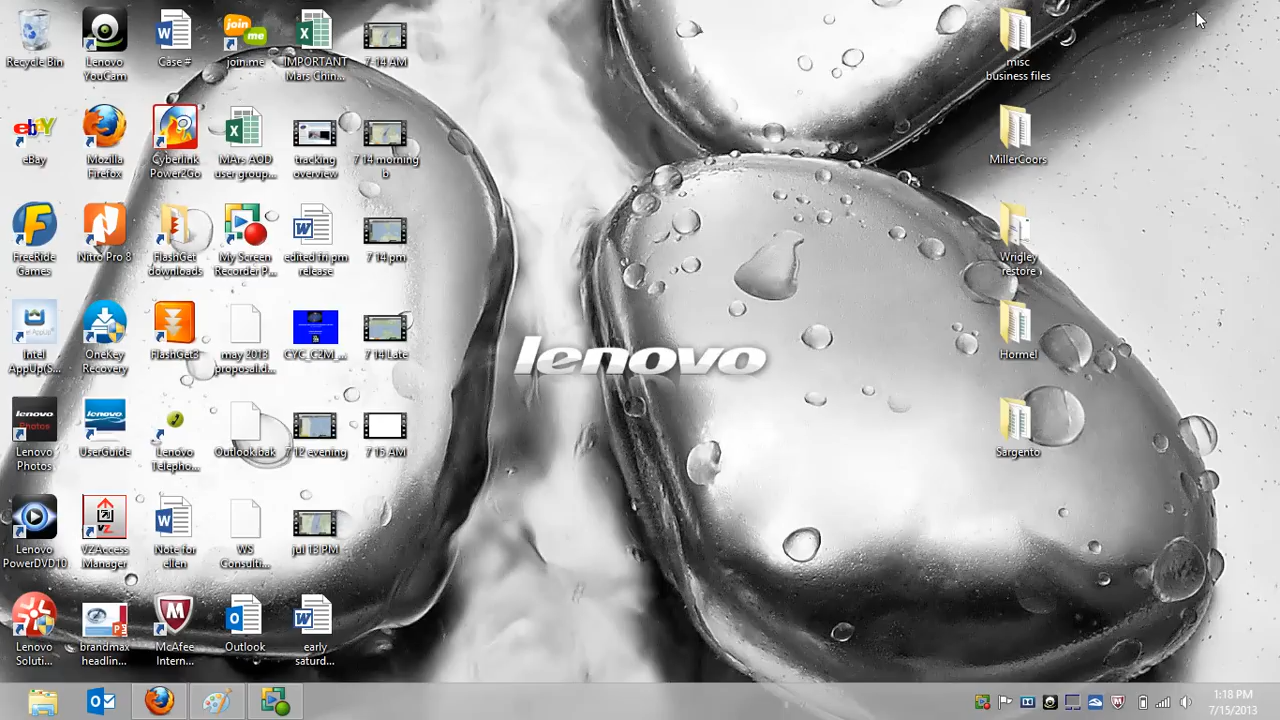 Recycle Bin
Lenovo
YouCam
Case #
join.me
IMPORTANT
Mars Chin...
7-14 AM
misc
business files
eBay
Mozilla
Firefox
Cyberlink
Power2Go
MArs AOD
user group...
tracking
overview
7 14 morning
b
MillerCoors
FreeRide
Games
Nitro Pro 8
FlashGet
downloads
My Screen
Recorder P...
edited fri pm
release
7 14 pm
Wrigley
restore
Intel
AppUp(S...
OneKey
Recovery
FlashGet3
may 2013
proposal.d...
CYC_C2M_...
7 14 Late
Hormel
lenovo
Lenovo
Photos
UserGuide
Lenovo
Telepho...
Outlook.bak
7 12 evening
7 15 AM
Sargento
Lenovo
PowerDVD10
VZAccess
Manager
Note for
ellen
WS
Consulti...
jul 13 PM
Lenovo
Soluti...
brandmax
headlin...
McAfee
Intern...
Outlook
early
saturd...
1:18 PM
7/15/2013